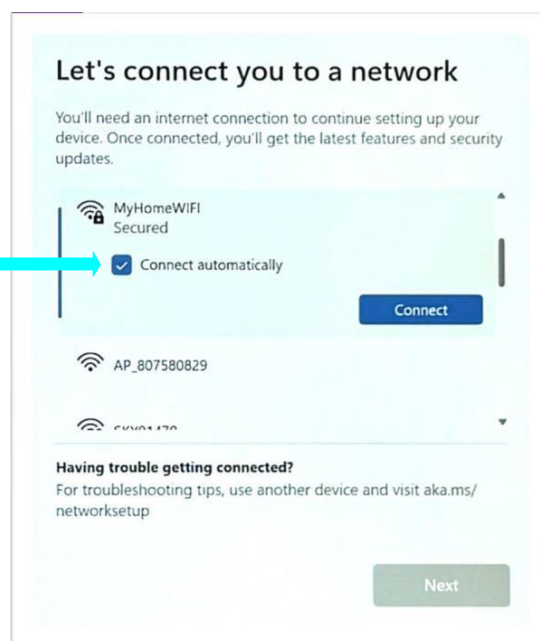 Let's connect you to a network
You'll need an internet connection to continue setting up your
device. Once connected, you'll get the latest features and security
updates.
MyHomeWIFI
Secured
Connect automatically
Connect
AP_807580829
Having trouble getting connected?
For troubleshooting tips, use another device and visit aka.ms/
networksetup
Next